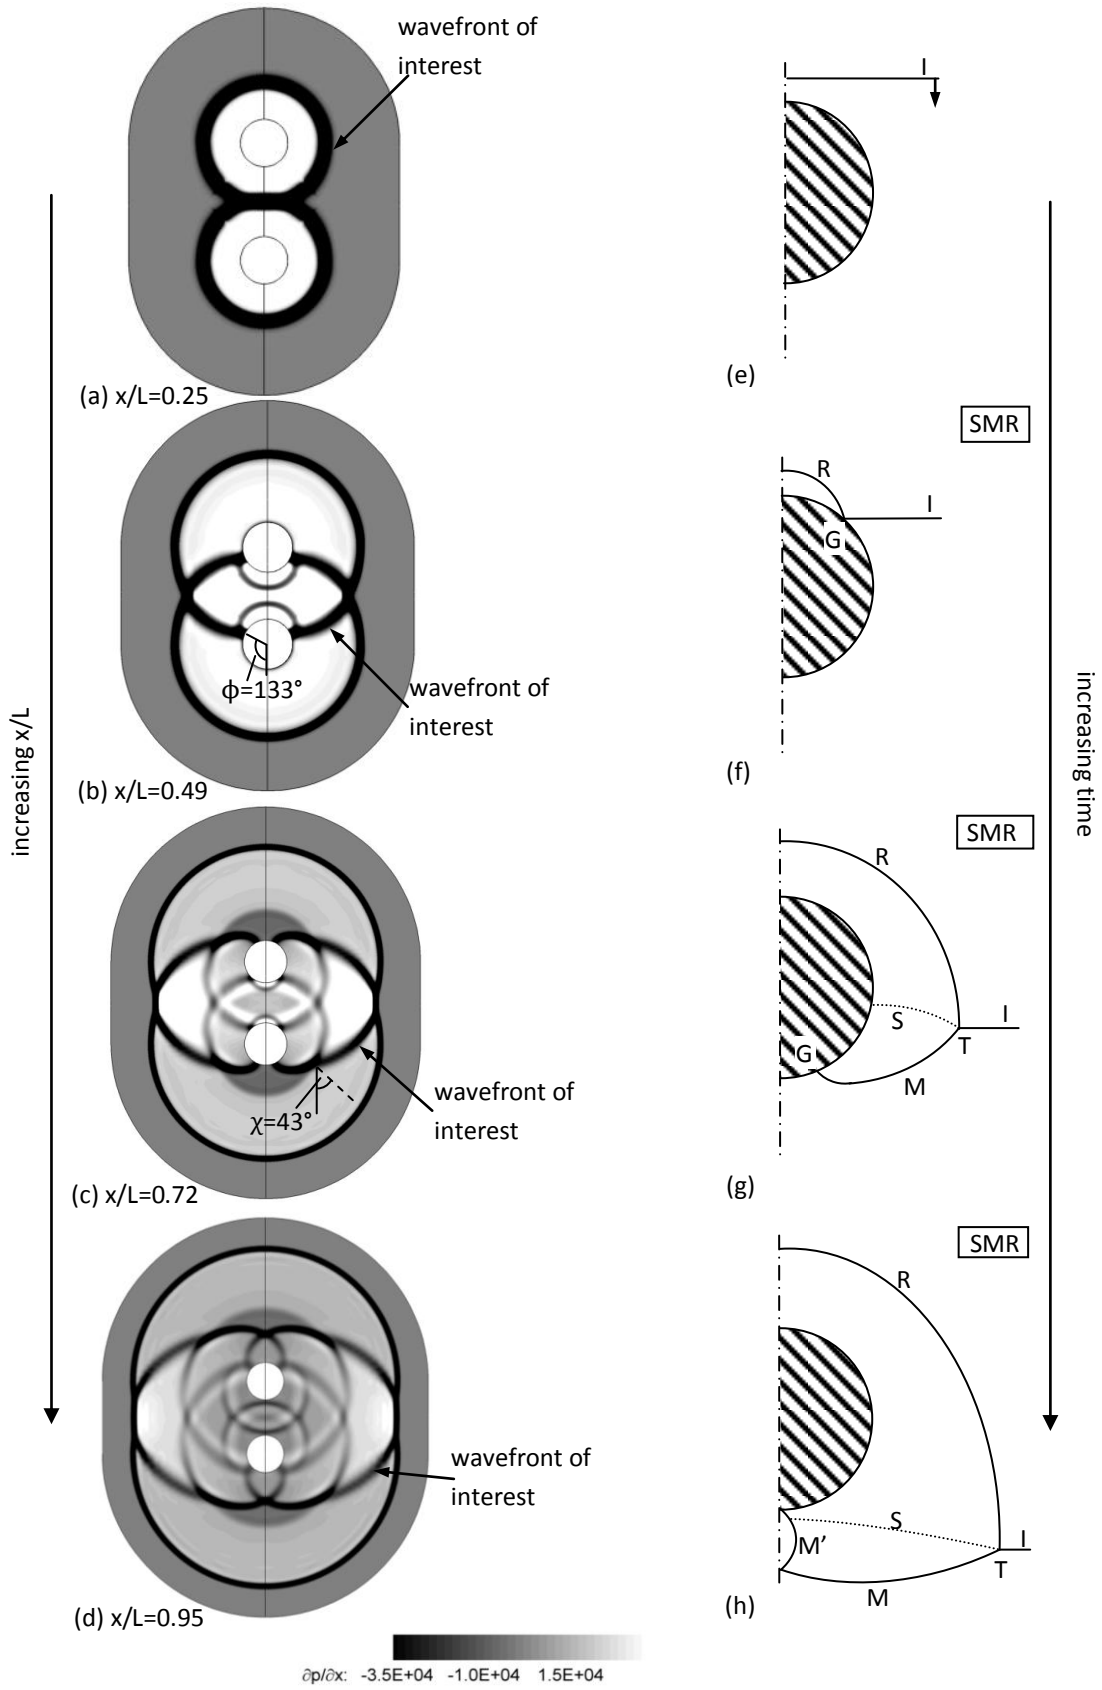 wavefront of
interest
(a) x/L=0.25
ϕ=133°
wavefront of
interest
(b) x/L=0.49
χ=43°
wavefront of
interest
(c) x/L=0.72
wavefront of
interest
(d) x/L=0.95
increasing x/L
∂p/∂x: -3.5E+04 -1.0E+04 1.5E+04
I
(e)
SMR
R
I
G
(f)
SMR
R
S
I
T
G
M
(g)
SMR
R
S
I
M’
T
M
(h)
increasing time